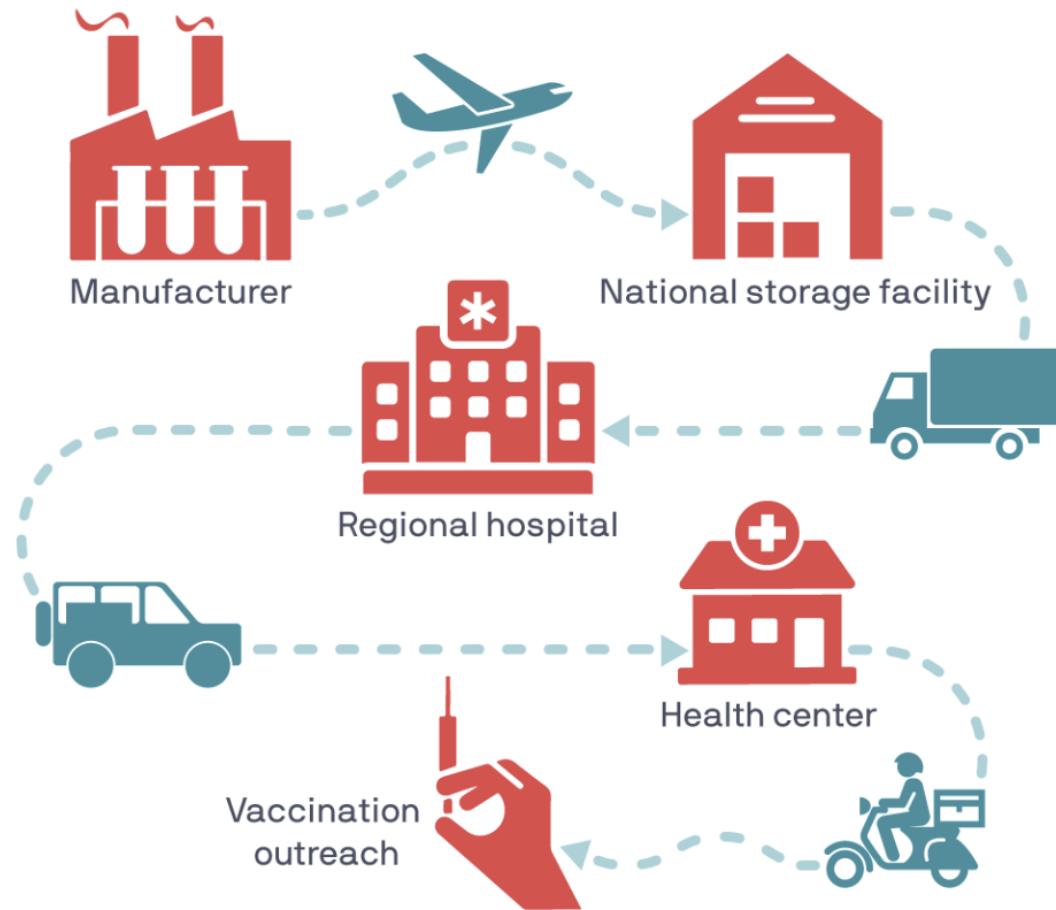 Manufacturer
National storage facility
Regional hospital
Health center
Vaccination
outreach